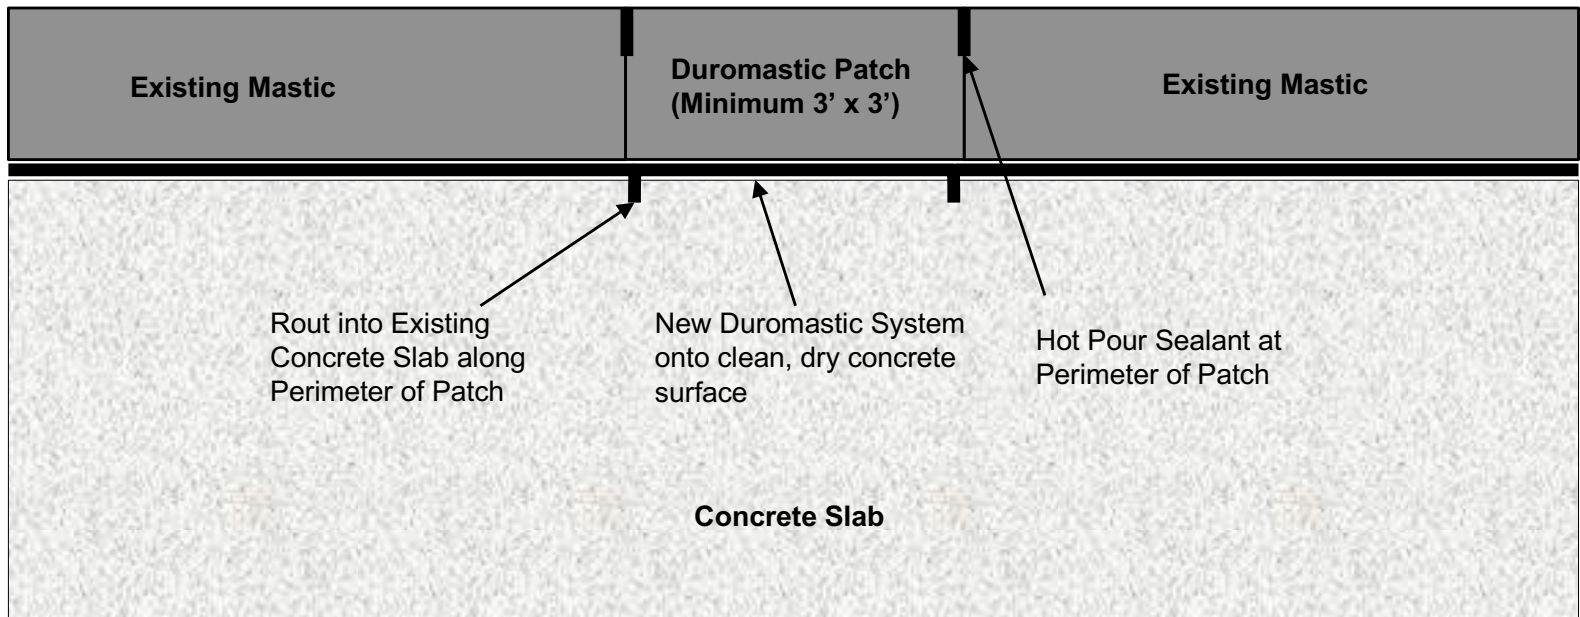 Existing Mastic
Duromastic Patch
(Minimum 3’ x 3’)
Existing Mastic
Rout into Existing
Concrete Slab along
Perimeter of Patch
New Duromastic System
onto clean, dry concrete
surface
Hot Pour Sealant at
Perimeter of Patch
Concrete Slab